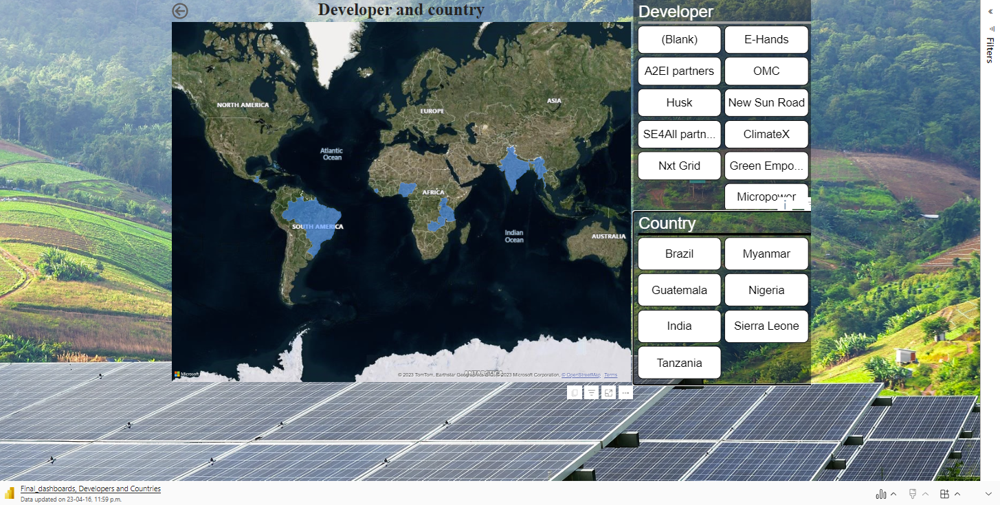 Developer and country
NORTH AMERICA
EUROPE
ASIA
Atlantic
Ocean
AFRICA
SOUTH AMERICA
Indian
Ocean
AUSTRALIA
Microsoft
© 2023 TomTom, Earthstar Geographics SIO, © 2023 Microsoft Corporation, © OpenStreetMap Terms
Developer
(Blank)
E-Hands
A2EI partners
OMC
Husk
New Sun Road
SE4All partn...
ClimateX
Nxt Grid
Green Empo...
Micropower
Country
Brazil
Myanmar
Guatemala
Nigeria
India
Sierra Leone
Tanzania
Filters
Final_dashboards, Developers and Countries
Data updated on 23-04-16, 11:59 p.m.